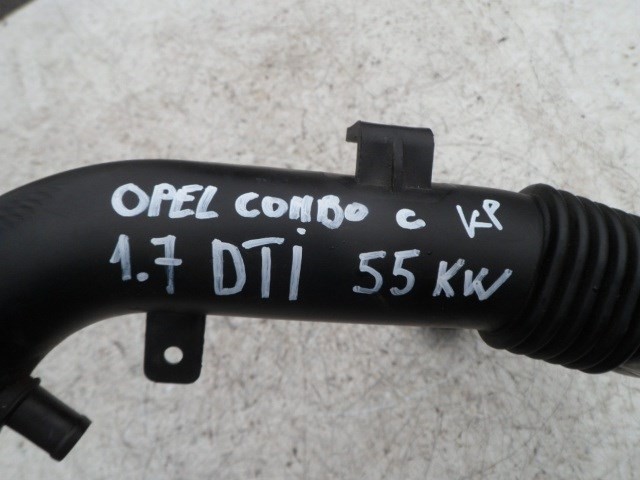 OPEL COMBO C KP
1.7 DTi 55 KW